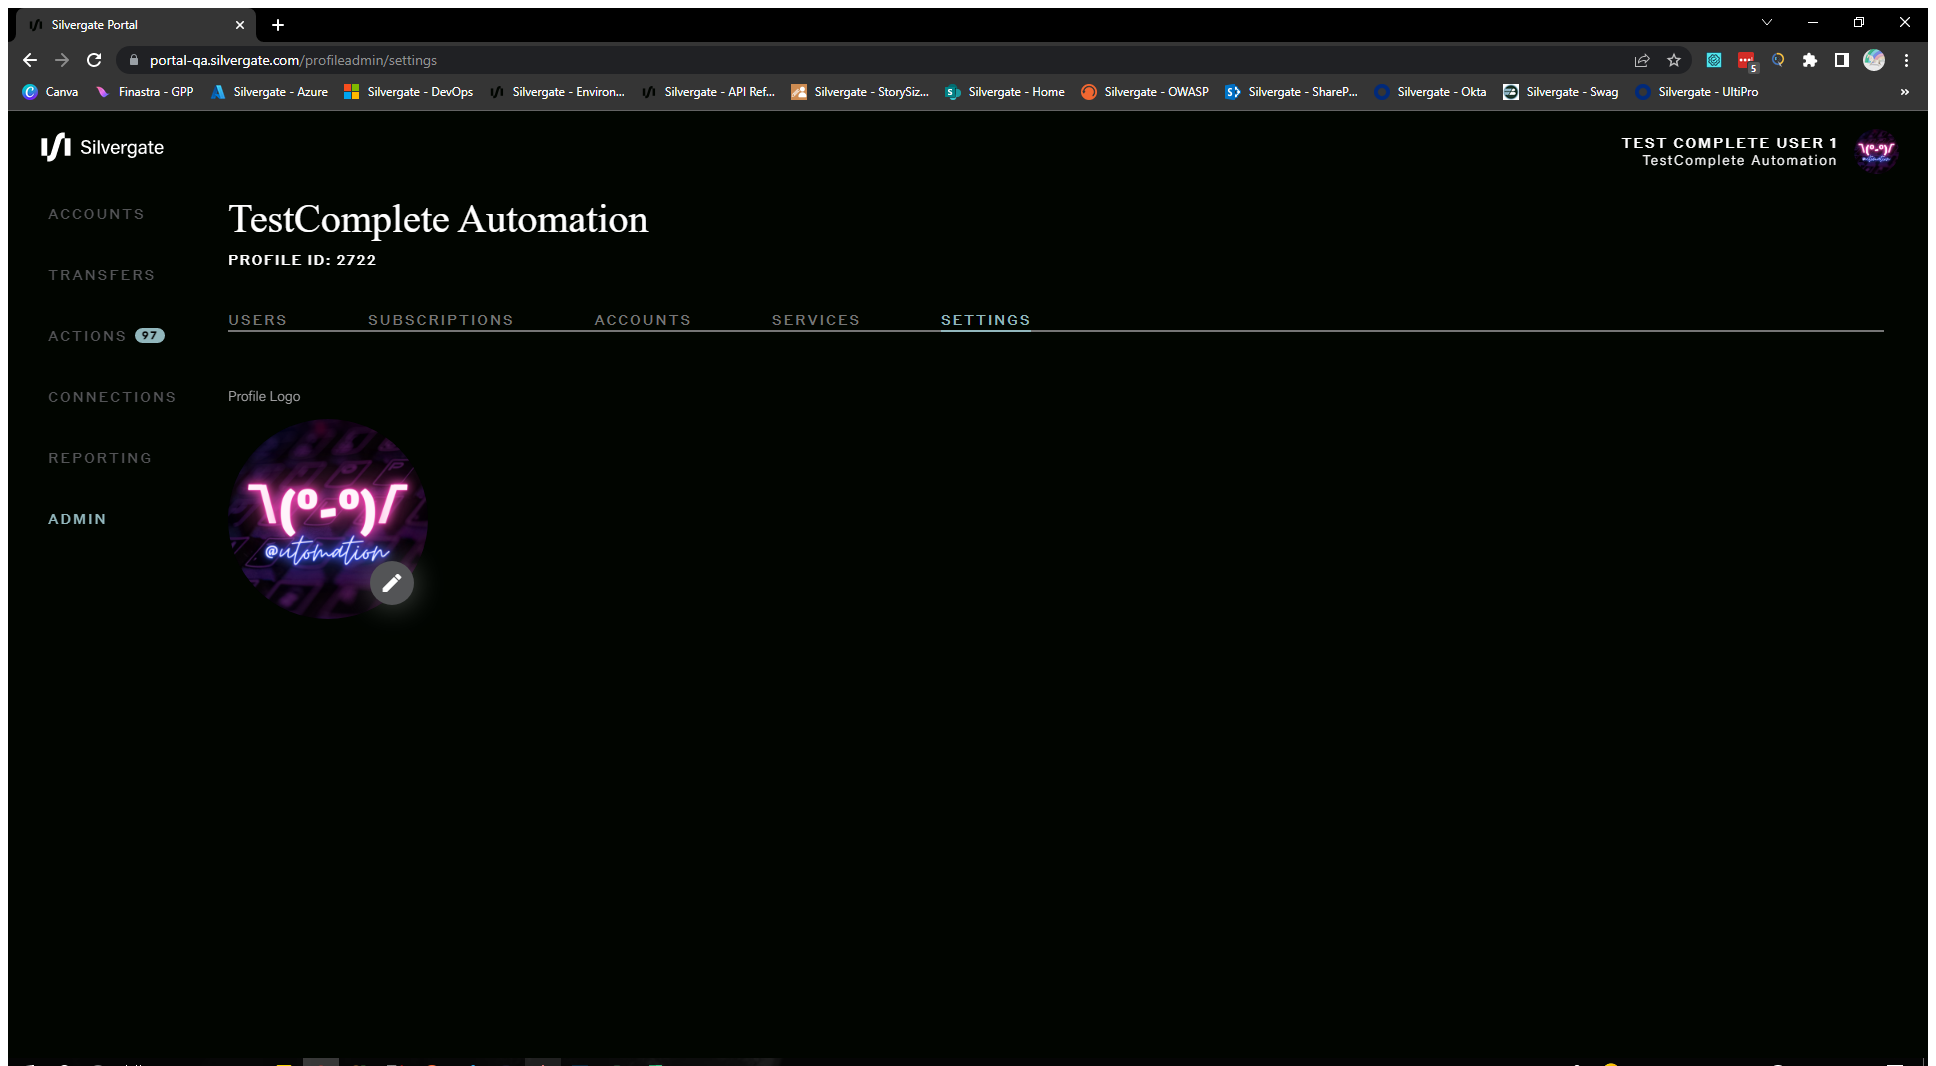 Silvergate Portal
portal-qa.silvergate.com/profileadmin/settings
5
Canva
Finastra - GPP
Silvergate - Azure
Silvergate - DevOps
Silvergate - Environ...
Silvergate - API Ref...
Silvergate - StorySiz...
Silvergate - Home
Silvergate - OWASP
Silvergate - ShareP...
Silvergate - Okta
Silvergate - Swag
Silvergate - UltiPro
»
Silvergate
TEST COMPLETE USER 1
TestComplete Automation
ACCOUNTS
TRANSFERS
ACTIONS 97
CONNECTIONS
REPORTING
ADMIN
TestComplete Automation
PROFILE ID: 2722
USERS
SUBSCRIPTIONS
ACCOUNTS
SERVICES
SETTINGS
Profile Logo
¯\(º-º)/¯
@utomation